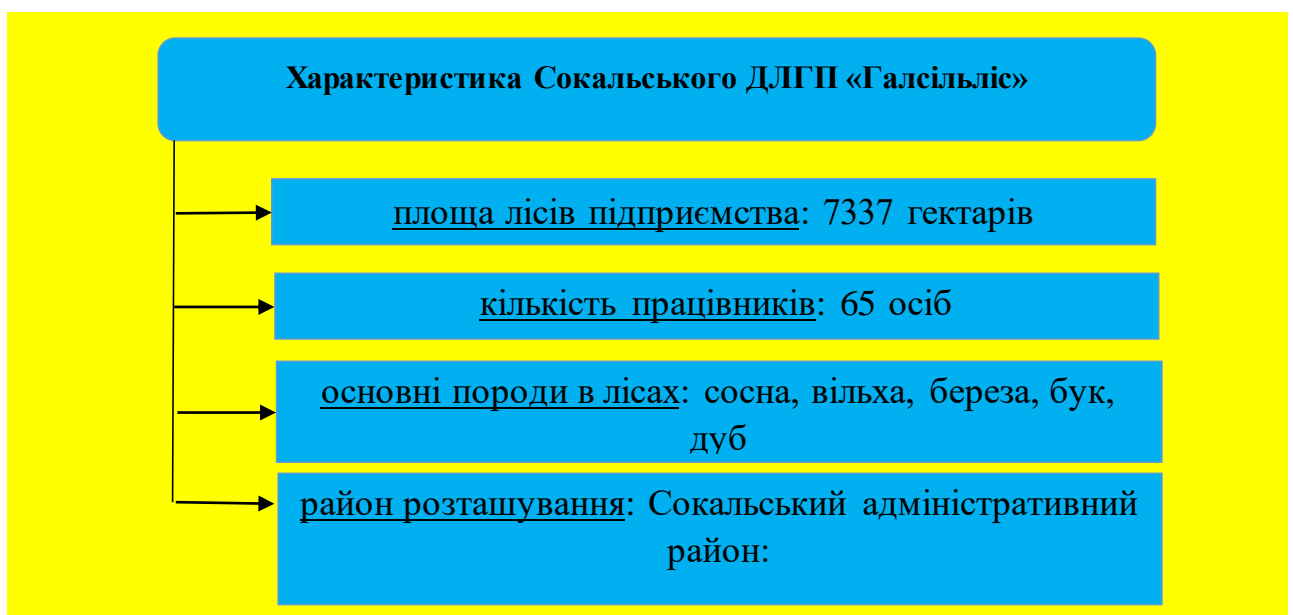 Характеристика Сокальського ДЛГП «Галсільліс»
площа лісів підприємства: 7337 гектарів
кількість працівників: 65 осіб
основні породи в лісах: сосна, вільха, береза, бук,
дуб
район розташування: Сокальський адміністративний
район: